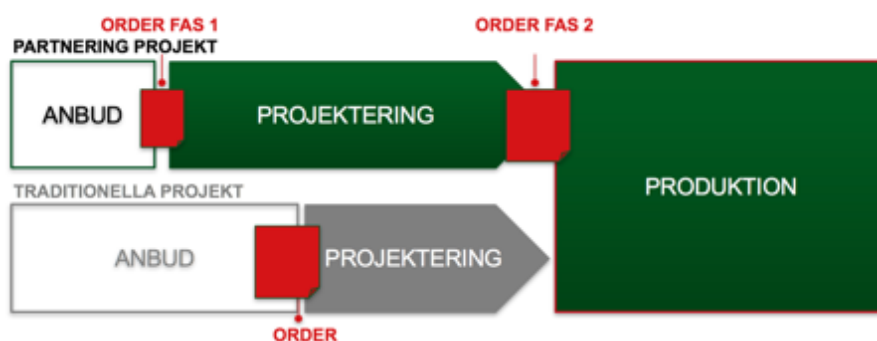 ORDER FAS 1
ORDER FAS 2
PARTNERING PROJEKT
ANBUD
PROJEKTERING
PRODUKTION
TRADITIONELLA PROJEKT
ANBUD
PROJEKTERING
ORDER